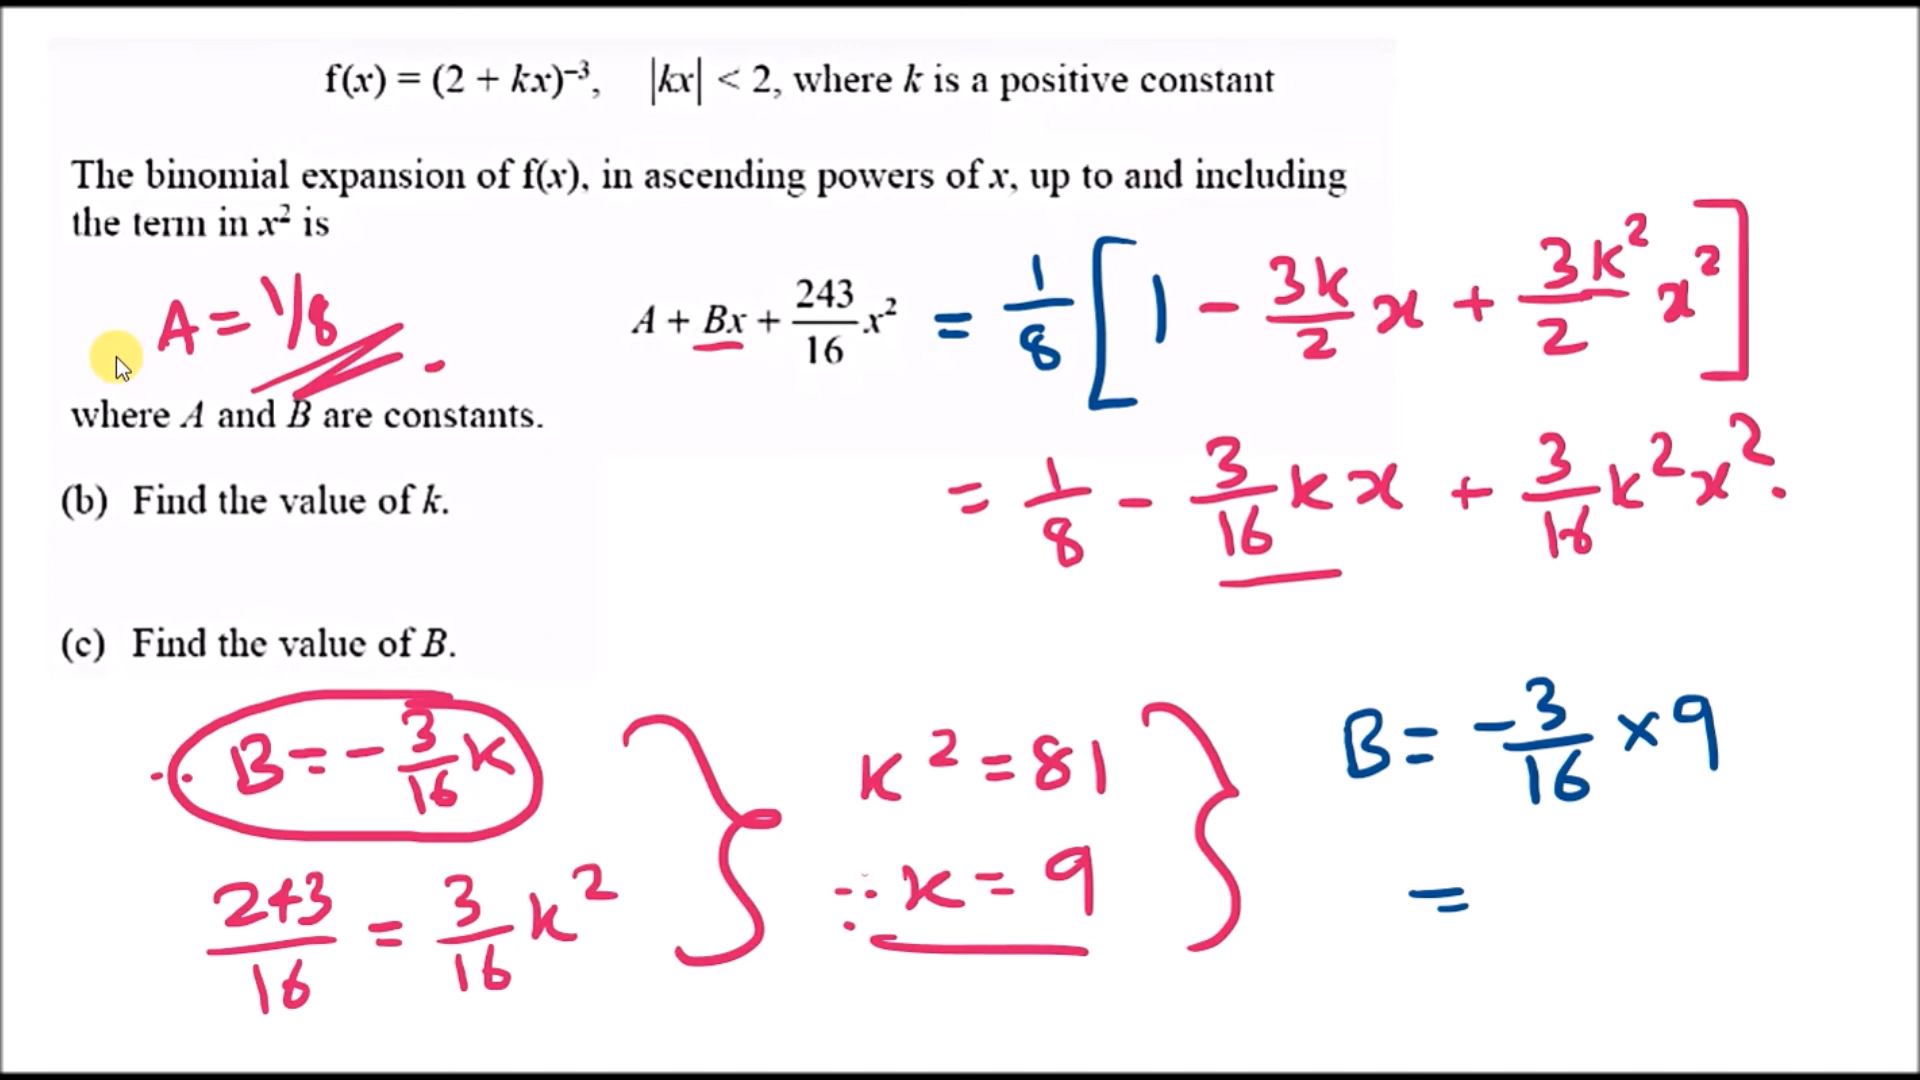 f(x) = (2 + kx)⁻³, |kx| < 2, where k is a positive constant
The binomial expansion of f(x), in ascending powers of x, up to and including
the term in x² is
A = 1/8 .
A + Bx + 243/16 x² = 1/8 [ 1 - 3k/2 x + 3k²/2 x² ]
where A and B are constants.
= 1/8 - 3/16 k x + 3/16 k² x² .
(b) Find the value of k.
(c) Find the value of B.
∴ B = - 3/16 k
243/16 = 3/16 k²
k² = 81
∴ k = 9
B = - 3/16 × 9
=